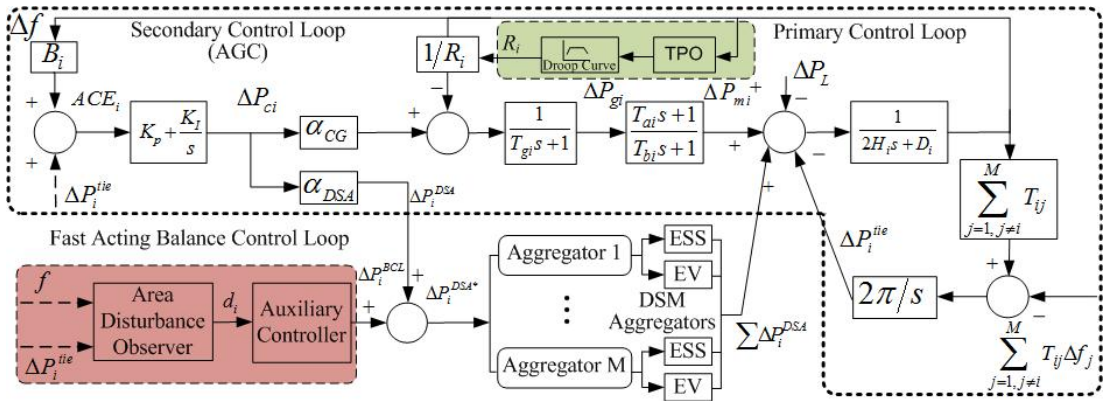 Δf
Secondary Control Loop
(AGC)
Primary Control Loop
B_i
1/R_i
R_i
Droop Curve
TPO
ΔP_L
+
ACE_i
+
K_p + K_I/s
ΔP_ci
α_CG
+
−
1/(T_gi s+1)
ΔP_gi
(T_ai s+1)/(T_bi s+1)
ΔP_mi
+
+
−
−
+
1/(2H_i s+D_i)
ΔP_i^tie
α_DSA
ΔP_i^DSA
∑_{j=1, j≠i}^{M} T_ij
Fast Acting Balance Control Loop
f
ΔP_i^tie
Area
Disturbance
Observer
d_i
Auxiliary
Controller
ΔP_i^BCL
+
+
ΔP_i^DSA*
Aggregator 1
ESS
EV
⋮
DSM
Aggregators
Aggregator M
ESS
EV
∑ΔP_i^DSA
ΔP_i^tie
2π/s
+
−
∑_{j=1, j≠i}^{M} T_ij Δf_j